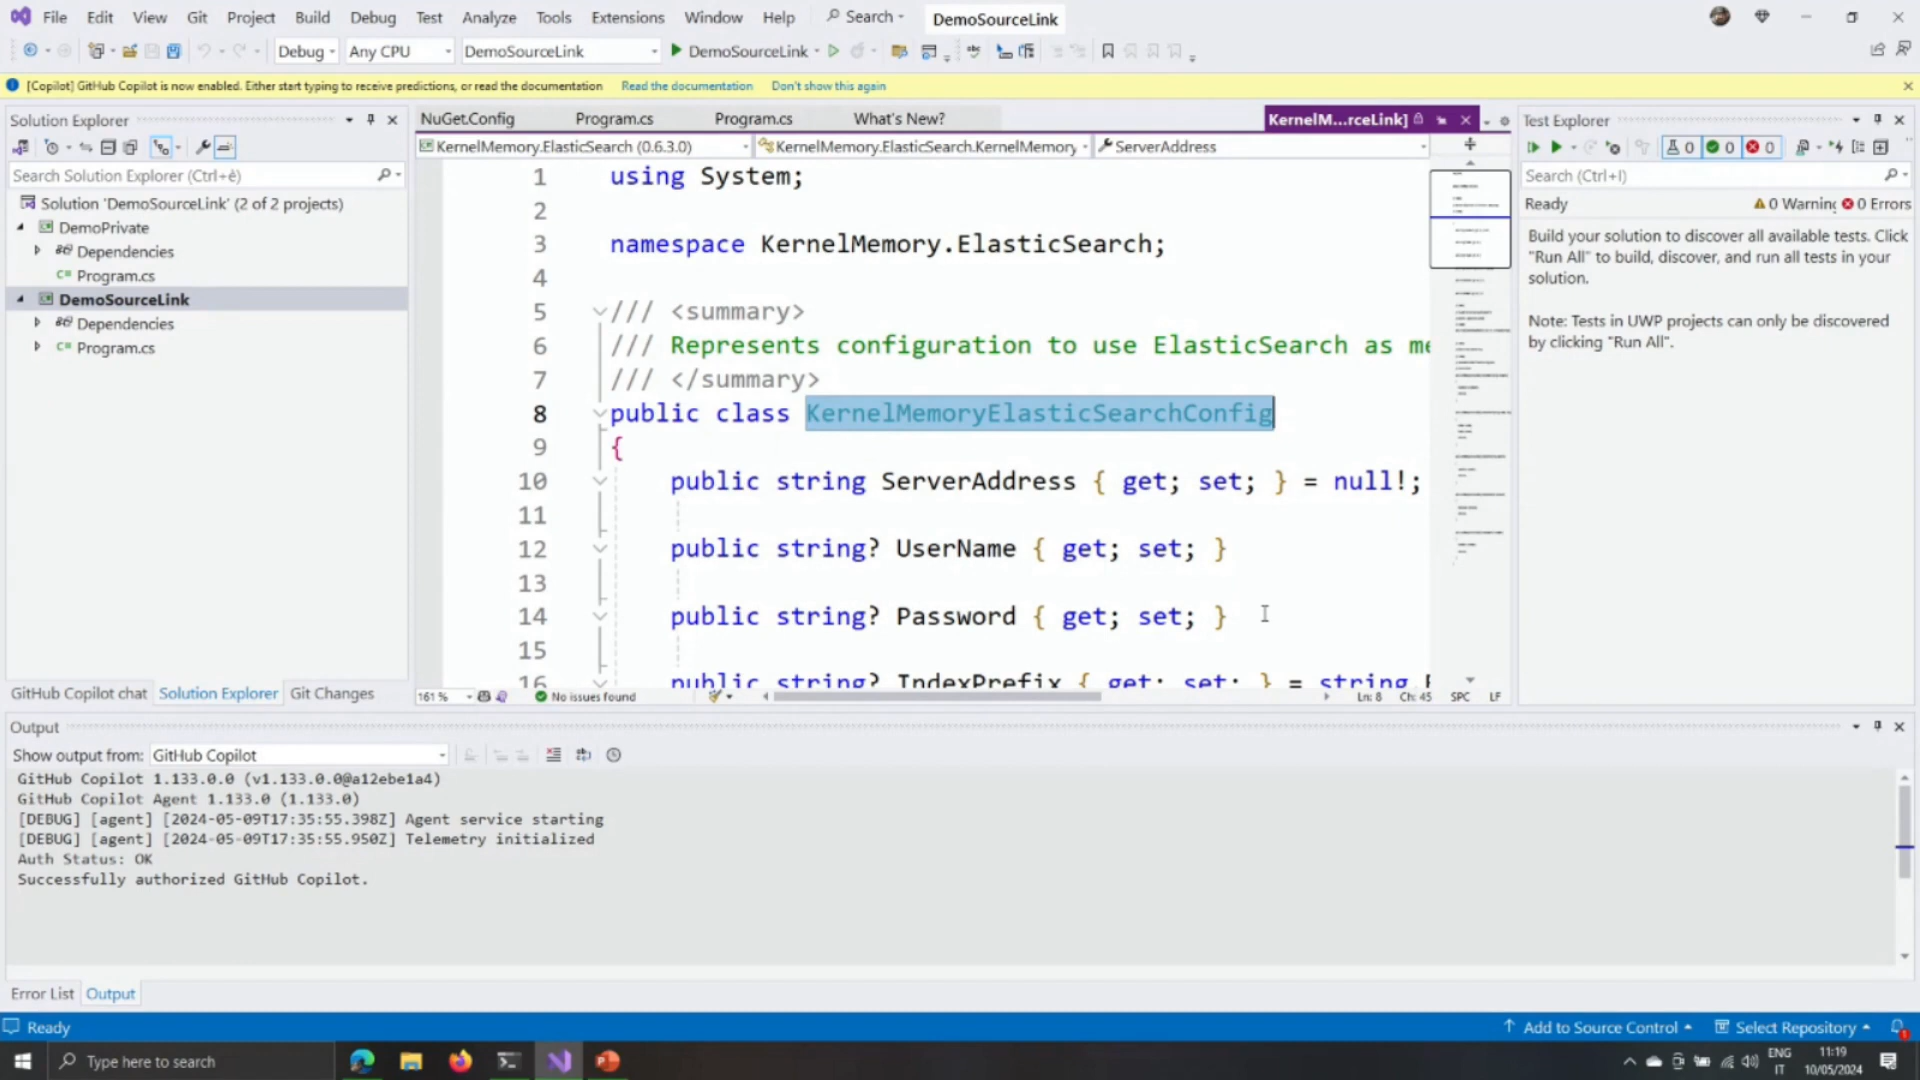 File Edit View Git Project Build Debug Test Analyze Tools Extensions Window Help Search DemoSourceLink
Debug Any CPU DemoSourceLink DemoSourceLink
[Copilot] GitHub Copilot is now enabled. Either start typing to receive predictions, or read the documentation Read the documentation Don't show this again
Solution Explorer
Search Solution Explorer (Ctrl+è)
Solution 'DemoSourceLink' (2 of 2 projects)
DemoPrivate
Dependencies
C# Program.cs
DemoSourceLink
Dependencies
C# Program.cs
GitHub Copilot chat Solution Explorer Git Changes
NuGet.Config Program.cs Program.cs What's New? KernelM...rceLink]
KernelMemory.ElasticSearch (0.6.3.0) KernelMemory.ElasticSearch.KernelMemory ServerAddress
1 using System;
2
3 namespace KernelMemory.ElasticSearch;
4
5 /// <summary>
6 /// Represents configuration to use ElasticSearch as me
7 /// </summary>
8 public class KernelMemoryElasticSearchConfig
9 {
10 public string ServerAddress { get; set; } = null!;
11
12 public string? UserName { get; set; }
13
14 public string? Password { get; set; }
15
16 public string? IndexPrefix { get; set; } = string.
161 % No issues found Ln: 8 Ch: 45 SPC LF
Test Explorer
0 0 0
Search (Ctrl+I)
Ready 0 Warning 0 Errors
Build your solution to discover all available tests. Click
"Run All" to build, discover, and run all tests in your
solution.
Note: Tests in UWP projects can only be discovered
by clicking "Run All".
Output
Show output from: GitHub Copilot
GitHub Copilot 1.133.0.0 (v1.133.0.0@a12ebe1a4)
GitHub Copilot Agent 1.133.0 (1.133.0)
[DEBUG] [agent] [2024-05-09T17:35:55.398Z] Agent service starting
[DEBUG] [agent] [2024-05-09T17:35:55.950Z] Telemetry initialized
Auth Status: OK
Successfully authorized GitHub Copilot.
Error List Output
Ready Add to Source Control Select Repository
Type here to search
ENG
IT
11:19
10/05/2024